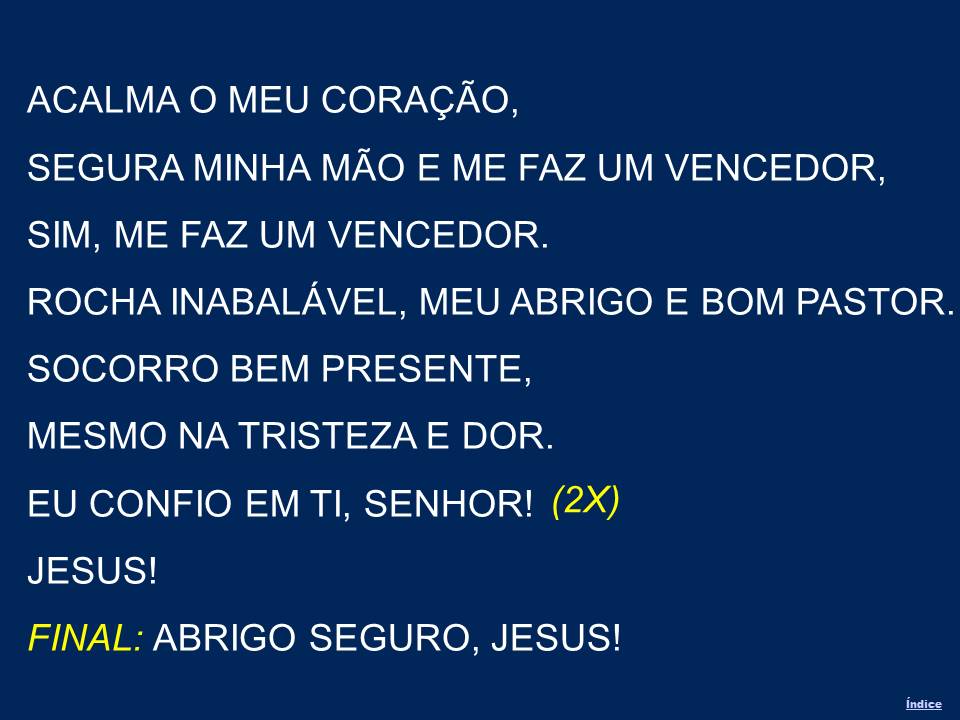 ACALMA O MEU CORAÇÃO,
SEGURA MINHA MÃO E ME FAZ UM VENCEDOR,
SIM, ME FAZ UM VENCEDOR.
ROCHA INABALÁVEL, MEU ABRIGO E BOM PASTOR.
SOCORRO BEM PRESENTE,
MESMO NA TRISTEZA E DOR.
EU CONFIO EM TI, SENHOR! (2X)
JESUS!
FINAL: ABRIGO SEGURO, JESUS!
Índice